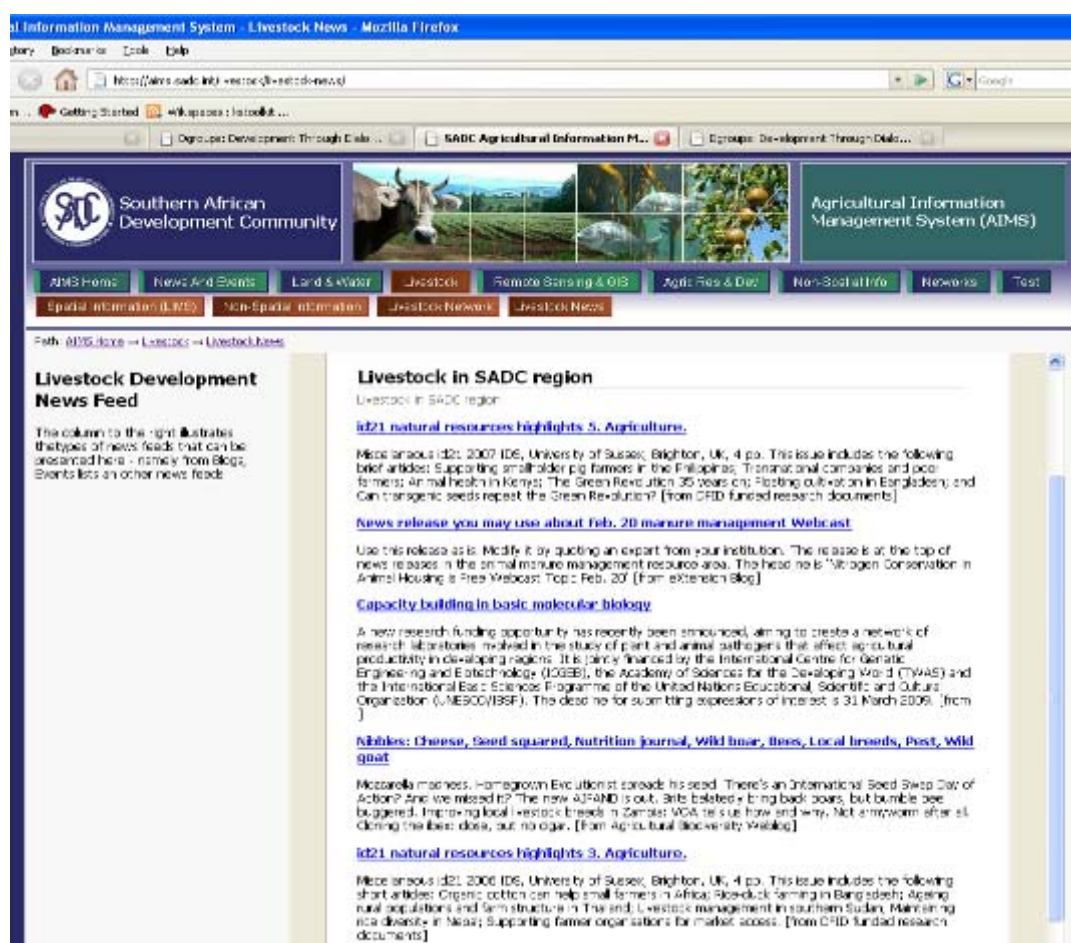 al Information Management System - Livestock News - Mozilla Firefox
Bookmarks Tools Help
Google
Getting Started
Dgroups: Development Through Dialo... SADC Agricultural Information M... Dgroups: Development Through Dialo...
Southern African
Development Community
Agricultural Information
Management System (AIMS)
AIMS Home News And Events Land & Water Livestock Remote Sensing & GIS Agric Res & Dev Non-Spatial Info Networks Test
Spatial Information (LIMS) Non-Spatial Information Livestock Network Livestock News
Path: AIMS Home → Livestock → Livestock News
Livestock Development
News Feed
The column to the right illustrates
thetypes of news feeds that can be
presented here - namely from Blogs,
Events lists an other news feeds
Livestock in SADC region
Livestock in SADC region
id21 natural resources highlights 5. Agriculture.
Miscellaneous id21 2007 IDS, University of Sussex, Brighton, UK, 4 pp. This issue includes the following
brief articles: Supporting smallholder pig farmers in the Philippines; Transnational companies and poor
farmers; Animal health in Kenya; The Green Revolution 35 years on; Floating cultivation in Bangladesh; and
Can transgenic seeds repeat the Green Revolution? [from DFID funded research documents]
News release you may use about Feb. 20 manure management Webcast
Use this release as is. Modify it by quoting an expert from your institution. The release is at the top of
news releases in the animal manure management resource area. The headline is 'Nitrogen Conservation in
Animal Housing is Free Webcast Topic Feb. 20' [from eXtension Blog]
Capacity building in basic molecular biology
A new research funding opportunity has recently been announced, aiming to create a network of
research laboratories involved in the study of plant and animal pathogens that affect agricultural
productivity in developing regions. It is jointly financed by the International Centre for Genetic
Engineering and Biotechnology (ICGEB), the Academy of Sciences for the Developing World (TWAS) and
the International Basic Sciences Programme of the United Nations Educational, Scientific and Cultural
Organization (UNESCO/IBSP). The deadline for submitting expressions of interest is 31 March 2009. [from
]
Nibbles: Cheese, Seed squared, Nutrition journal, Wild boar, Bees, Local breeds, Pest, Wild
goat
Mozzarella madness. Homegrown Evolutionist spreads his seed. There's an International Seed Swap Day of
Action? And we missed it? The new AJFAND is out. Brits belatedly bring back boars, but bumble bee
buggered. Improving local livestock breeds in Zambia: VOA tells us how and why. Not armyworm after all.
Cloning the ibex: close, but no cigar. [from Agricultural Biodiversity Weblog]
id21 natural resources highlights 3. Agriculture.
Miscellaneous id21 2006 IDS, University of Sussex, Brighton, UK, 4 pp. This issue includes the following
short articles: Organic cotton can help small farmers in Africa; Rice-duck farming in Bangladesh; Ageing
rural populations and farm structure in Thailand; Livestock management in southern Sudan; Maintaining
rice diversity in Nepal; Supporting farmer organisations for market access. [from DFID funded research
documents]